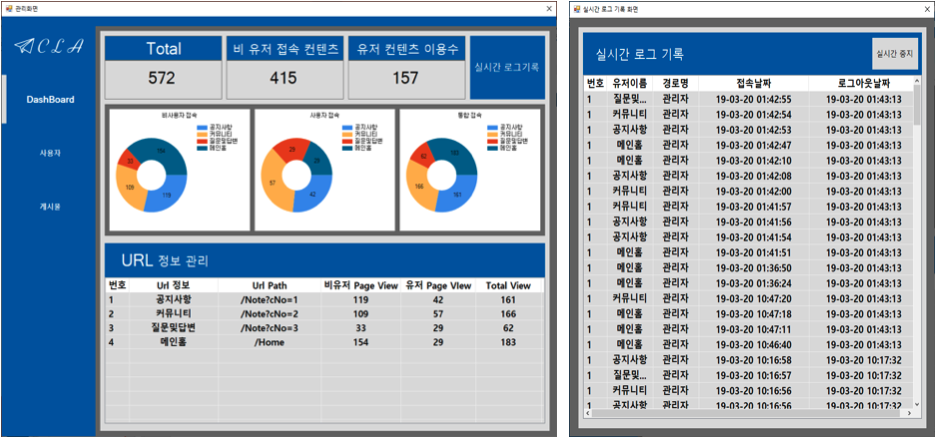 관리화면
CLA
DashBoard
사용자
게시물
Total
572
비 유저 접속 컨텐츠
415
유저 컨텐츠 이용수
157
실시간 로그기록
비사용자 접속
공지사항
커뮤니티
질문및답변
메인홈
154
33
109
119
사용자 접속
공지사항
커뮤니티
질문및답변
메인홈
29
29
57
42
통합 접속
공지사항
커뮤니티
질문및답변
메인홈
183
62
166
161
URL 정보 관리
번호 Url 정보 Url Path 비유저 Page View 유저 Page VIew Total View
1 공지사항 /Note?cNo=1 119 42 161
2 커뮤니티 /Note?cNo=2 109 57 166
3 질문및답변 /Note?cNo=3 33 29 62
4 메인홈 /Home 154 29 183
실시간 로그 기록 화면
실시간 로그 기록
실시간 중지
번호 유저이름 경로명 접속날짜 로그아웃날짜
1 질문및... 관리자 19-03-20 01:42:55 19-03-20 01:43:13
1 커뮤니티 관리자 19-03-20 01:42:54 19-03-20 01:43:13
1 공지사항 관리자 19-03-20 01:42:53 19-03-20 01:43:13
1 메인홈 관리자 19-03-20 01:42:47 19-03-20 01:43:13
1 메인홈 관리자 19-03-20 01:42:10 19-03-20 01:43:13
1 공지사항 관리자 19-03-20 01:42:08 19-03-20 01:43:13
1 커뮤니티 관리자 19-03-20 01:42:00 19-03-20 01:43:13
1 커뮤니티 관리자 19-03-20 01:41:57 19-03-20 01:43:13
1 공지사항 관리자 19-03-20 01:41:56 19-03-20 01:43:13
1 공지사항 관리자 19-03-20 01:41:54 19-03-20 01:43:13
1 메인홈 관리자 19-03-20 01:41:51 19-03-20 01:43:13
1 메인홈 관리자 19-03-20 01:36:50 19-03-20 01:43:13
1 메인홈 관리자 19-03-20 01:36:24 19-03-20 01:43:13
1 커뮤니티 관리자 19-03-20 10:47:20 19-03-20 01:43:13
1 메인홈 관리자 19-03-20 10:47:18 19-03-20 01:43:13
1 메인홈 관리자 19-03-20 10:47:11 19-03-20 01:43:13
1 메인홈 관리자 19-03-20 10:46:40 19-03-20 01:43:13
1 공지사항 관리자 19-03-20 10:16:58 19-03-20 10:17:32
1 질문및... 관리자 19-03-20 10:16:57 19-03-20 10:17:32
1 커뮤니티 관리자 19-03-20 10:16:56 19-03-20 10:17:32
1 공지사항 관리자 19-03-20 10:16:56 19-03-20 10:17:32